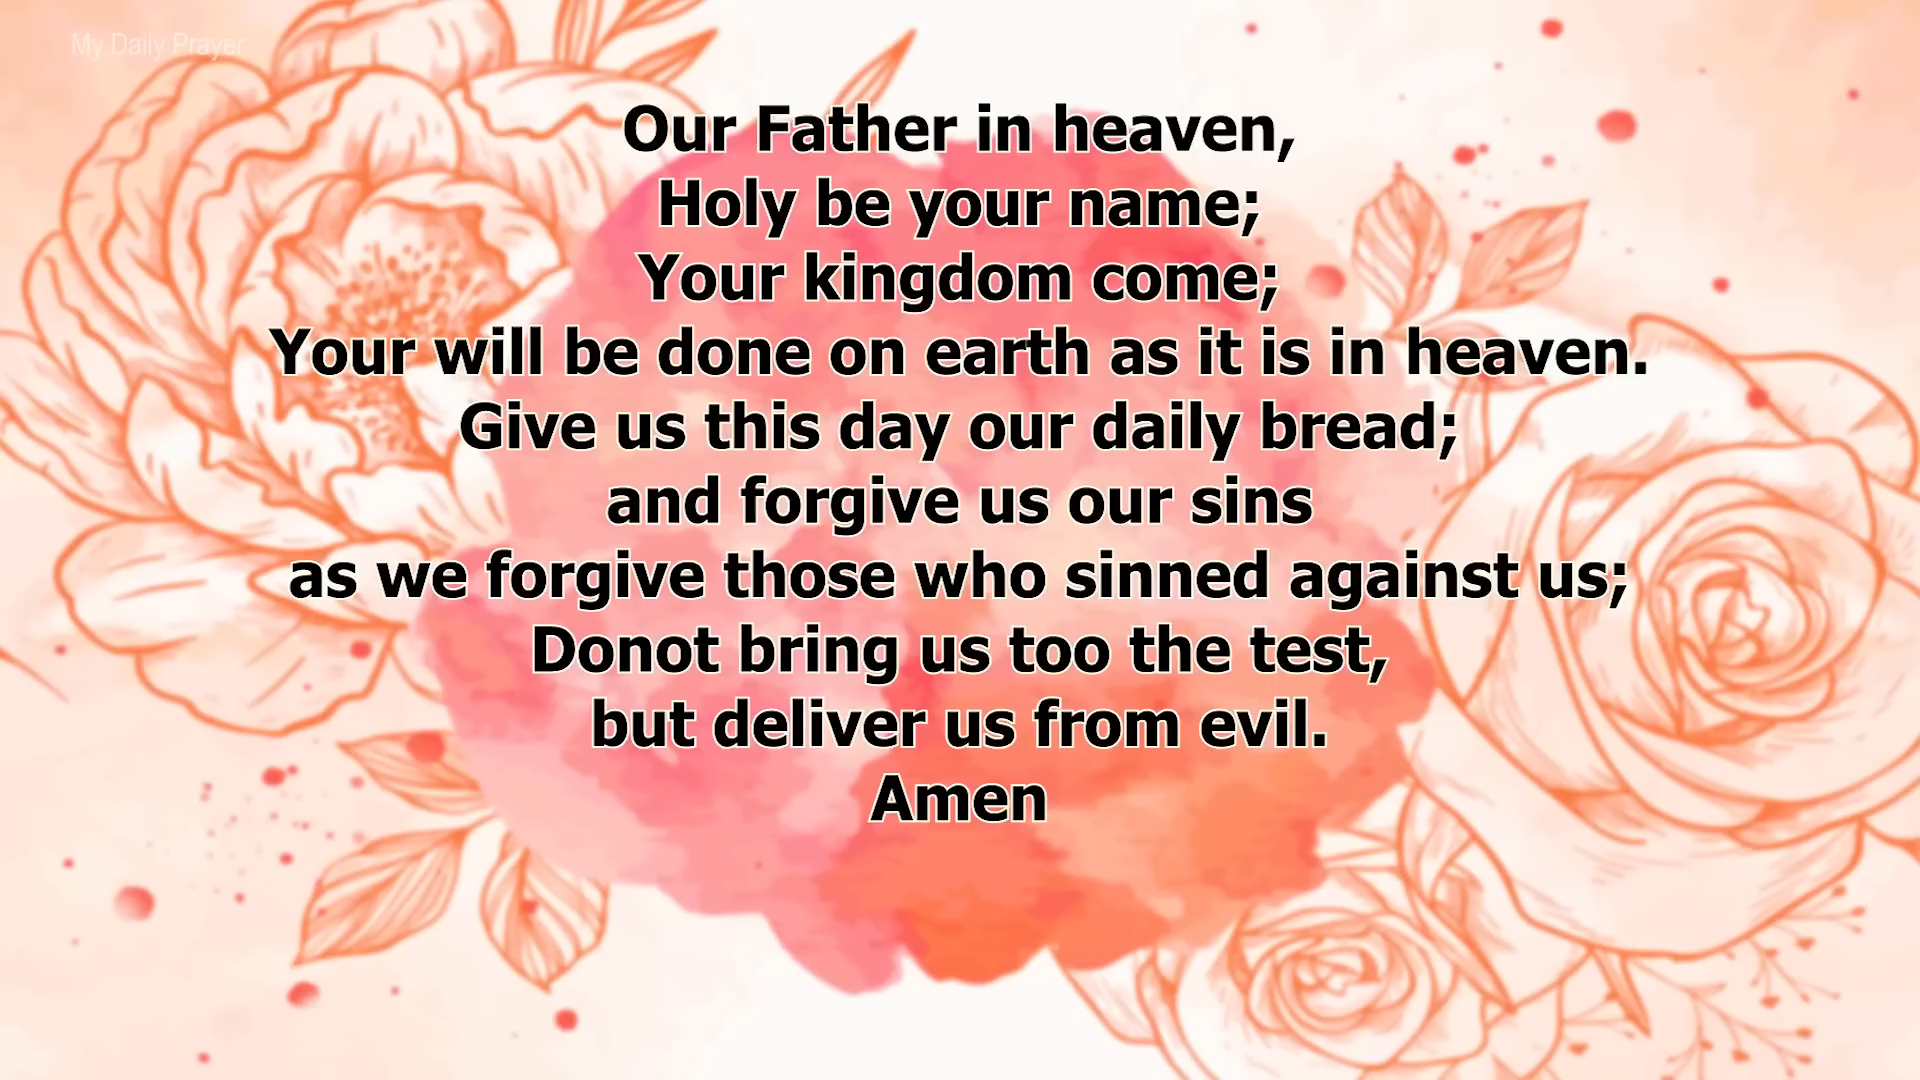 My Daily Prayer
Our Father in heaven,
Holy be your name;
Your kingdom come;
Your will be done on earth as it is in heaven.
Give us this day our daily bread;
and forgive us our sins
as we forgive those who sinned against us;
Donot bring us too the test,
but deliver us from evil.
Amen